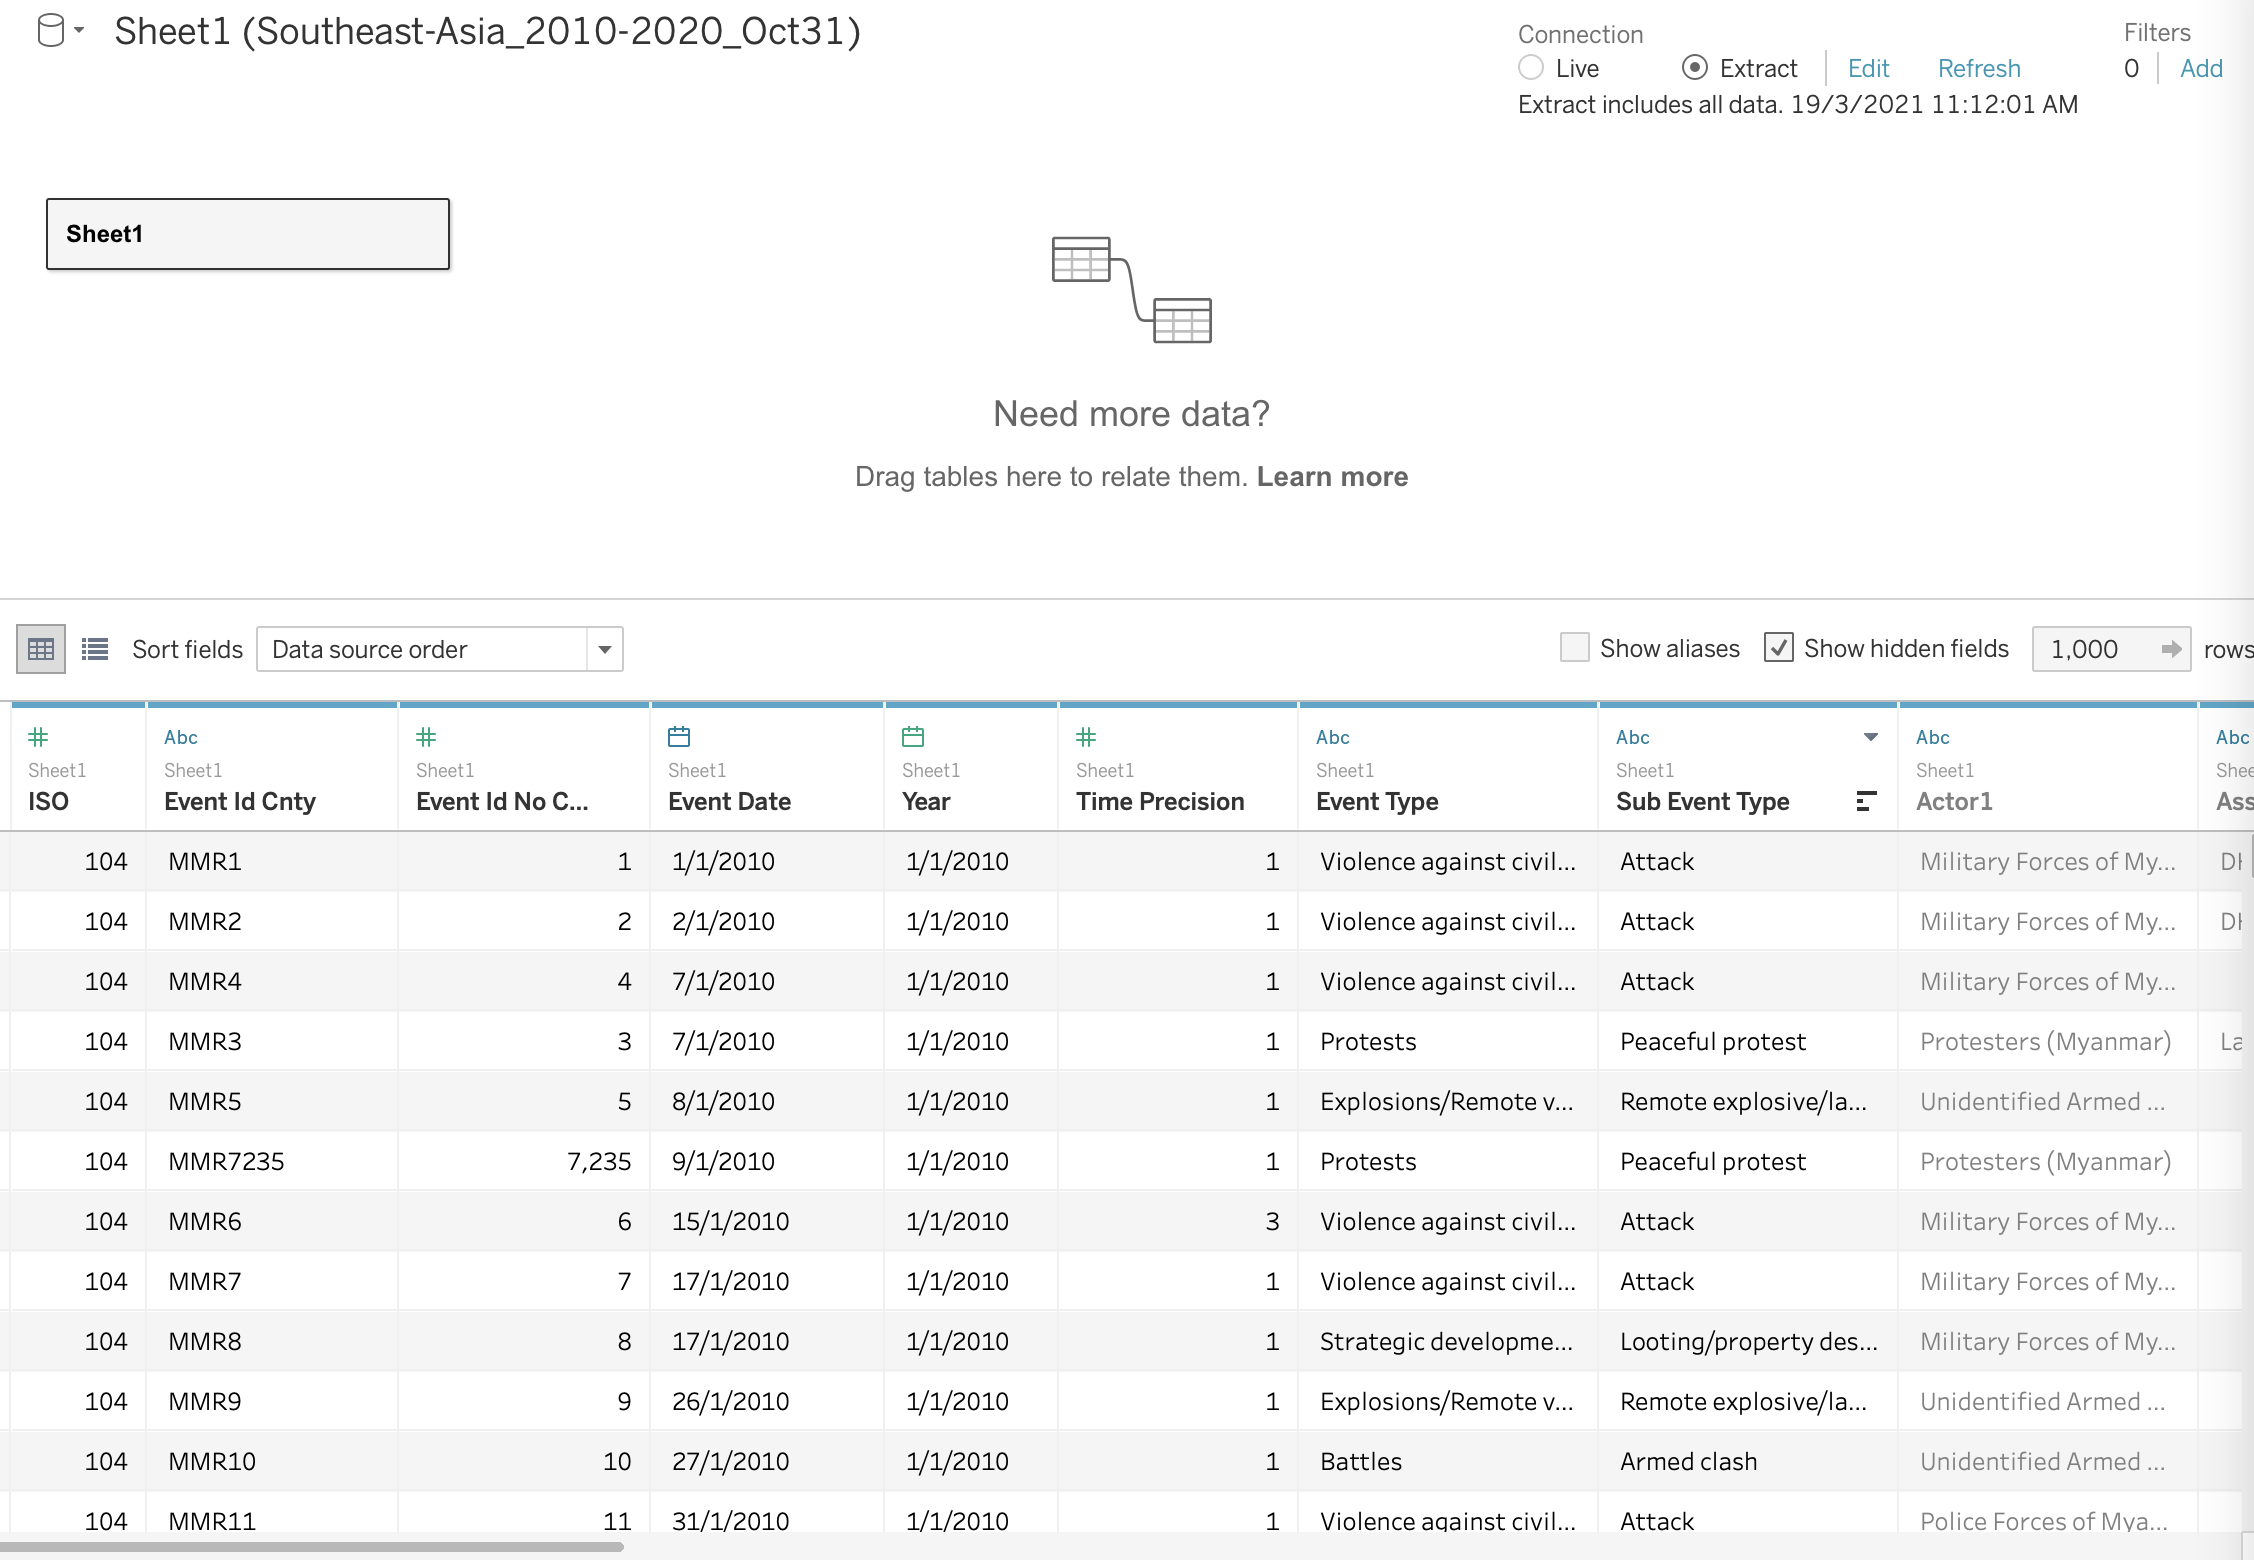 Sheet1 (Southeast-Asia_2010-2020_Oct31)
Connection
Live Extract Edit Refresh
Extract includes all data. 19/3/2021 11:12:01 AM
Filters
0 Add
Sheet1
Need more data?
Drag tables here to relate them. Learn more
Sort fields Data source order Show aliases Show hidden fields 1,000 rows
# Abc # # Abc Abc Abc Abc
Sheet1 Sheet1 Sheet1 Sheet1 Sheet1 Sheet1 Sheet1 Sheet1 Sheet1 Shee
ISO Event Id Cnty Event Id No C... Event Date Year Time Precision Event Type Sub Event Type Actor1 Ass
104 MMR1 1 1/1/2010 1/1/2010 1 Violence against civil... Attack Military Forces of My...
104 MMR2 2 2/1/2010 1/1/2010 1 Violence against civil... Attack Military Forces of My...
104 MMR4 4 7/1/2010 1/1/2010 1 Violence against civil... Attack Military Forces of My...
104 MMR3 3 7/1/2010 1/1/2010 1 Protests Peaceful protest Protesters (Myanmar) La
104 MMR5 5 8/1/2010 1/1/2010 1 Explosions/Remote v... Remote explosive/la... Unidentified Armed ...
104 MMR7235 7,235 9/1/2010 1/1/2010 1 Protests Peaceful protest Protesters (Myanmar)
104 MMR6 6 15/1/2010 1/1/2010 3 Violence against civil... Attack Military Forces of My...
104 MMR7 7 17/1/2010 1/1/2010 1 Violence against civil... Attack Military Forces of My...
104 MMR8 8 17/1/2010 1/1/2010 1 Strategic developme... Looting/property des... Military Forces of My...
104 MMR9 9 26/1/2010 1/1/2010 1 Explosions/Remote v... Remote explosive/la... Unidentified Armed ...
104 MMR10 10 27/1/2010 1/1/2010 1 Battles Armed clash Unidentified Armed ...
104 MMR11 11 31/1/2010 1/1/2010 1 Violence against civil... Attack Police Forces of Mya...